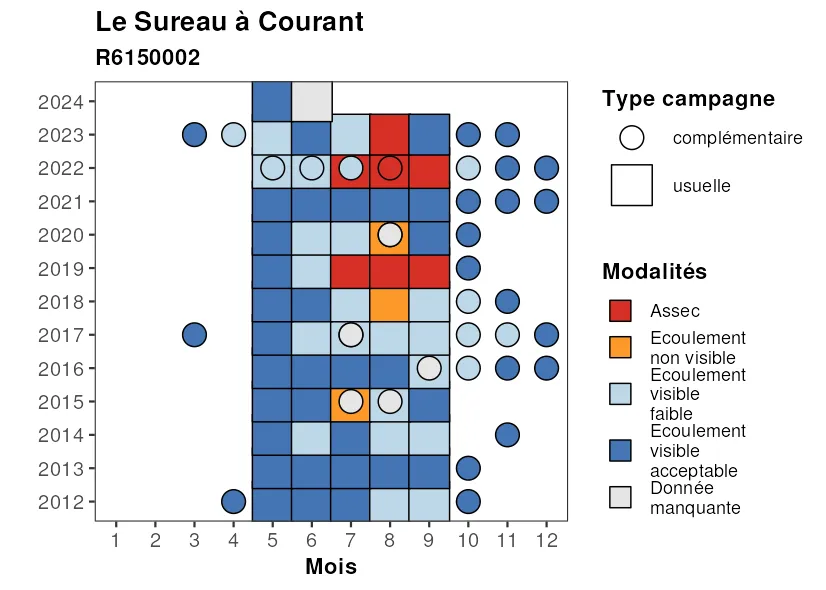 Le Sureau à Courant
R6150002
2024
2023
2022
2021
2020
2019
2018
2017
2016
2015
2014
2013
2012
1 2 3 4 5 6 7 8 9 10 11 12
Mois
Type campagne
complémentaire
usuelle
Modalités
Assec
Ecoulement
non visible
Ecoulement
visible
faible
Ecoulement
visible
acceptable
Donnée
manquante